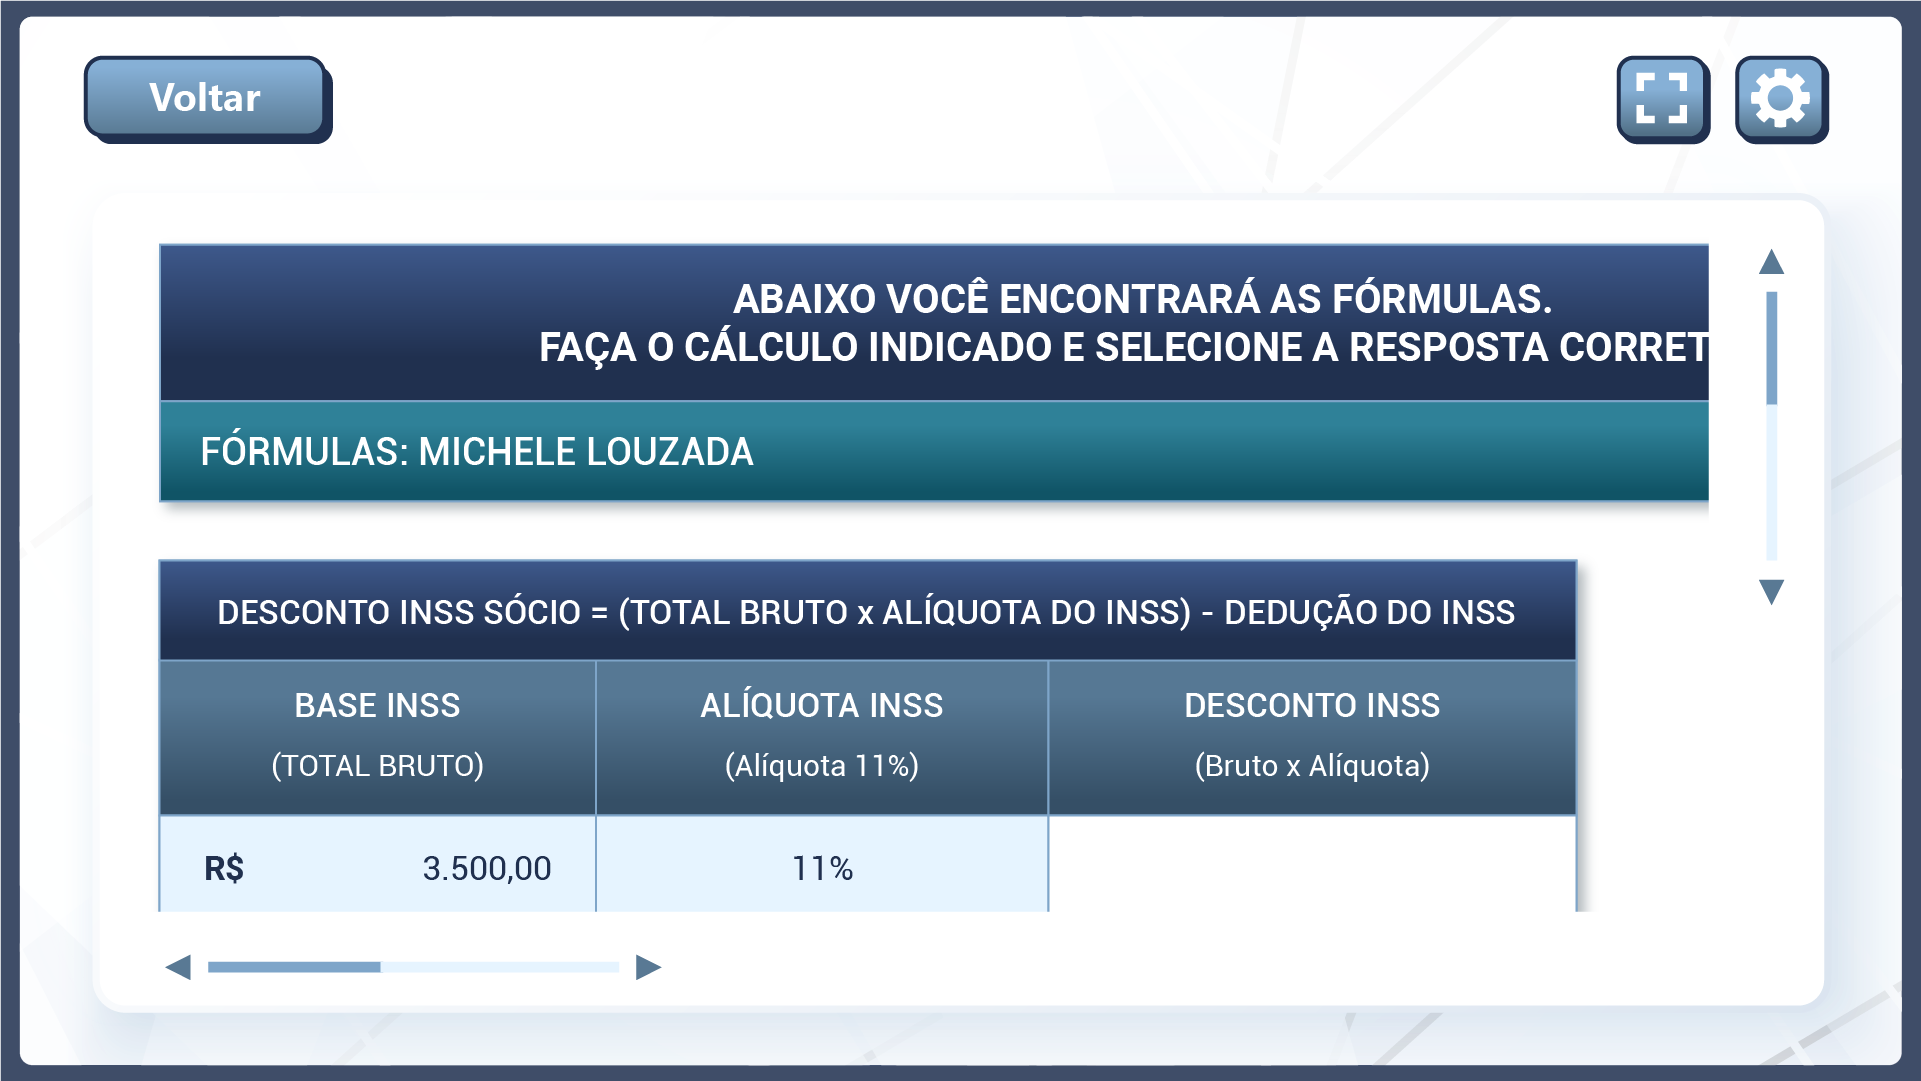 Voltar
ABAIXO VOCÊ ENCONTRARÁ AS FÓRMULAS.
FAÇA O CÁLCULO INDICADO E SELECIONE A RESPOSTA CORRET
FÓRMULAS: MICHELE LOUZADA
DESCONTO INSS SÓCIO = (TOTAL BRUTO x ALÍQUOTA DO INSS) - DEDUÇÃO DO INSS
BASE INSS ALÍQUOTA INSS DESCONTO INSS
(TOTAL BRUTO) (Alíquota 11%) (Bruto x Alíquota)
R$ 3.500,00 11%